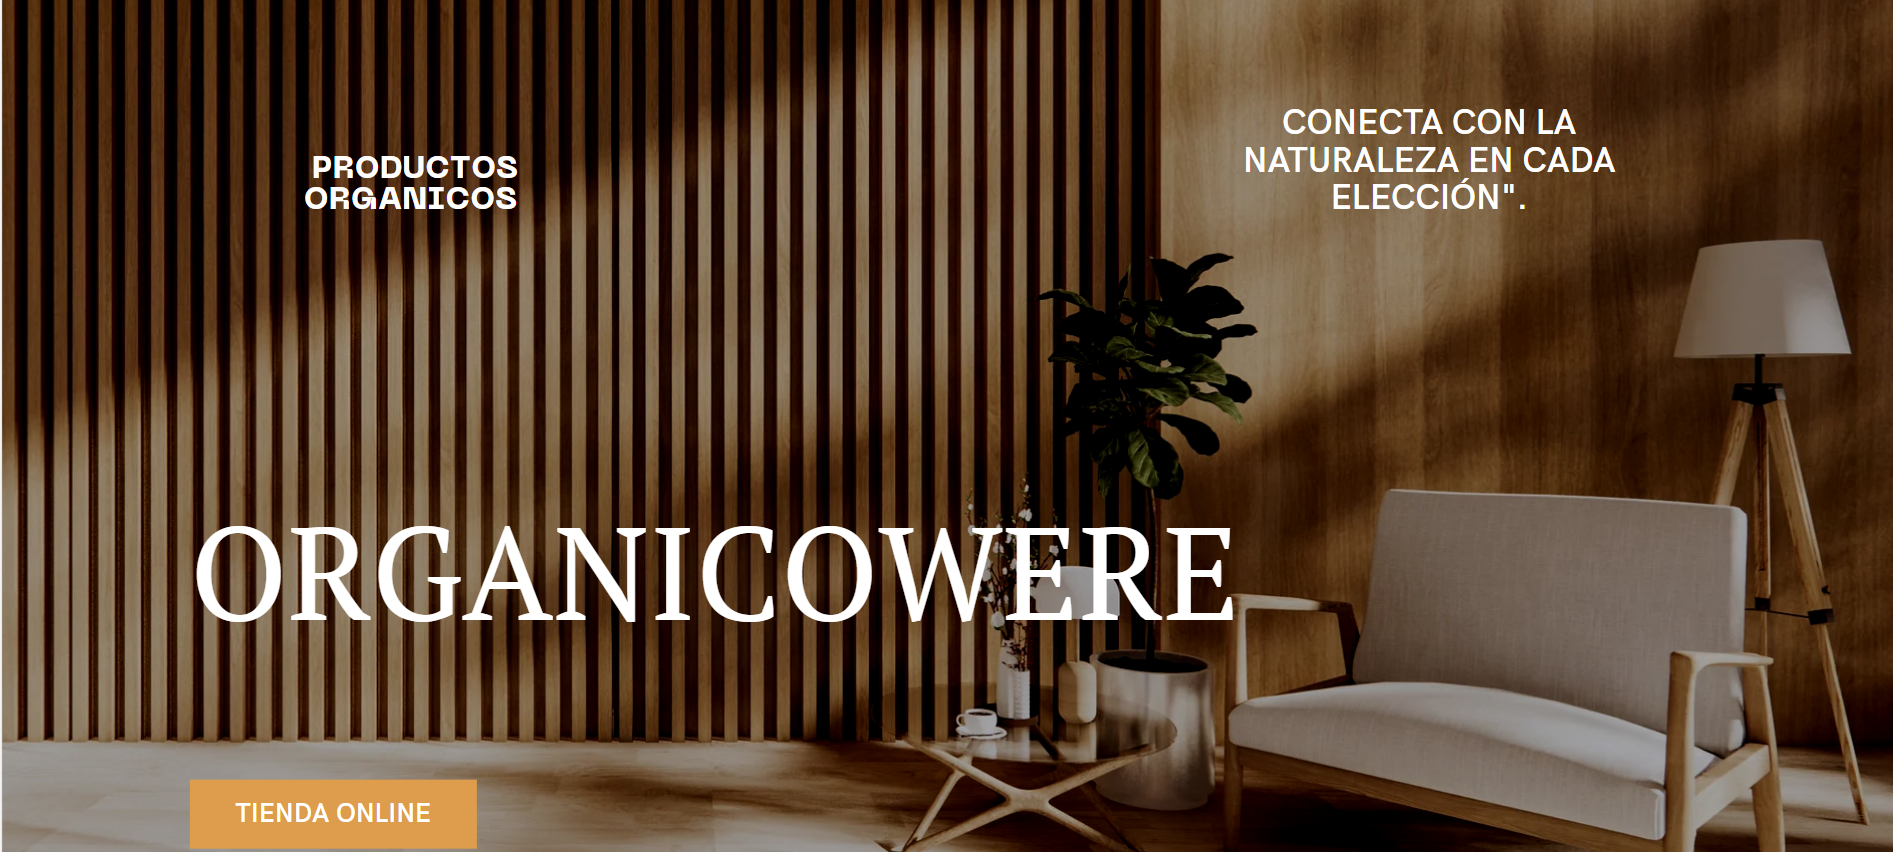 PRODUCTOS
ORGANICOS
CONECTA CON LA
NATURALEZA EN CADA
ELECCIÓN".
ORGANICOWERE
TIENDA ONLINE